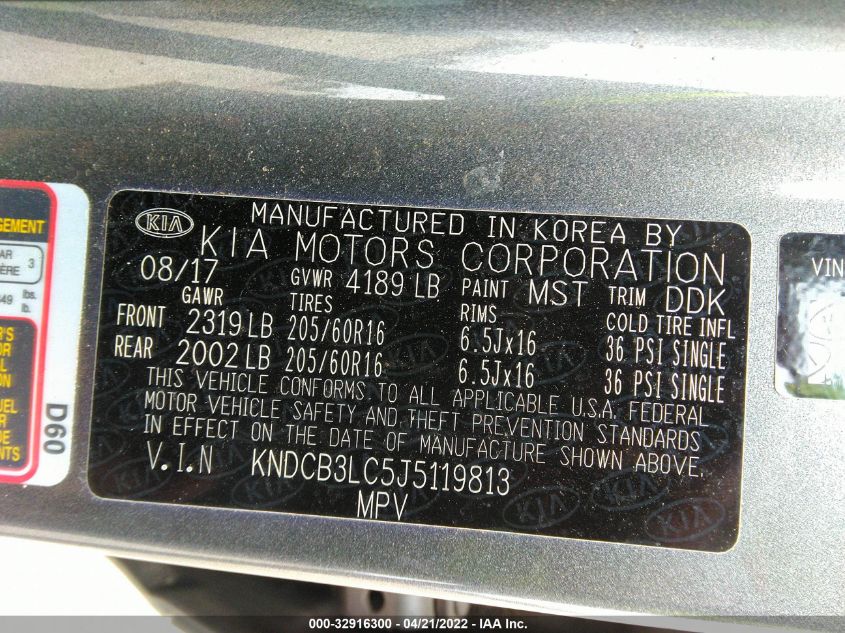 KIA
MANUFACTURED IN KOREA BY
KIA MOTORS CORPORATION
08/17 GVWR 4189 LB PAINT MST TRIM DDK
GAWR TIRES RIMS COLD TIRE INFL
FRONT 2319 LB 205/60R16 6.5Jx16 36 PSI SINGLE
REAR 2002 LB 205/60R16 6.5Jx16 36 PSI SINGLE
THIS VEHICLE CONFORMS TO ALL APPLICABLE U.S.A. FEDERAL
MOTOR VEHICLE SAFETY AND THEFT PREVENTION STANDARDS
IN EFFECT ON THE DATE OF MANUFACTURE SHOWN ABOVE.
V.I.N KNDCB3LC5J5119813
MPV
D60
VIN
000-32916300 - 04/21/2022 - IAA Inc.